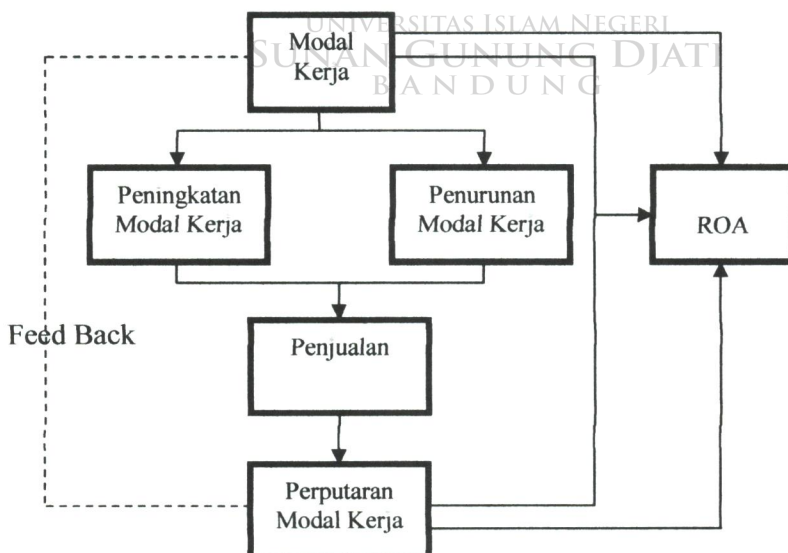 UNIVERSITAS ISLAM NEGERI
SUNAN GUNUNG DJATI
BANDUNG
Modal
Kerja
Peningkatan
Modal Kerja
Penurunan
Modal Kerja
ROA
Feed Back
Penjualan
Perputaran
Modal Kerja